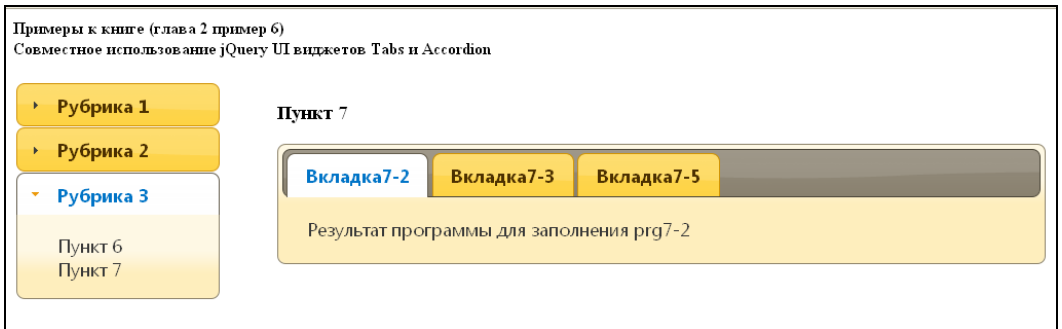 Примеры к книге (глава 2 пример 6)
Совместное использование jQuery UI виджетов Tabs и Accordion
Рубрика 1
Рубрика 2
Рубрика 3
Пункт 6
Пункт 7
Пункт 7
Вкладка7-2 Вкладка7-3 Вкладка7-5
Результат программы для заполнения prg7-2